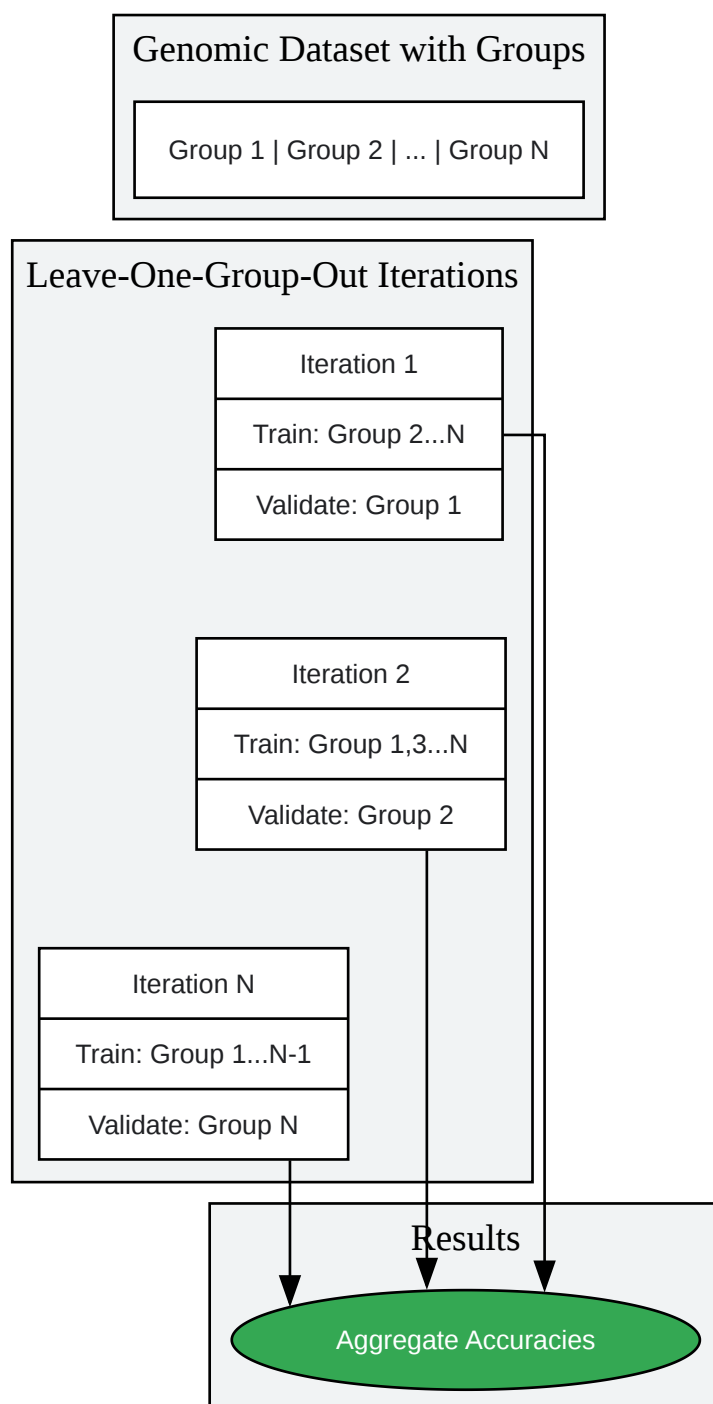 Genomic Dataset with Groups
Group 1 | Group 2 | ... | Group N
Leave-One-Group-Out Iterations
Iteration 1
Train: Group 2...N
Validate: Group 1
Iteration 2
Train: Group 1,3...N
Validate: Group 2
Iteration N
Train: Group 1...N-1
Validate: Group N
Results
Aggregate Accuracies